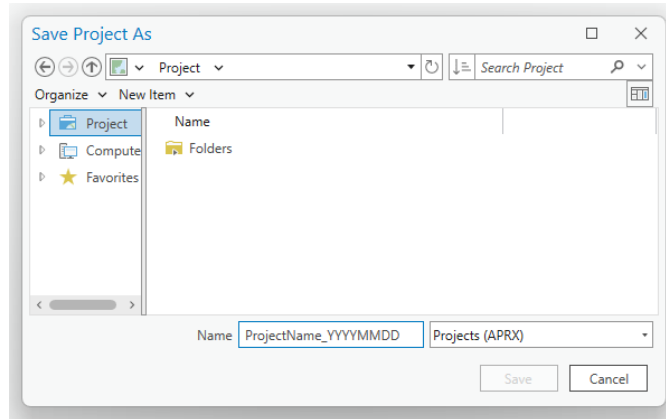 Save Project As
Project
Search Project
Organize New Item
Project
Name
Compute
Folders
Favorites
Name ProjectName_YYYYMMDD Projects (APRX)
Save Cancel